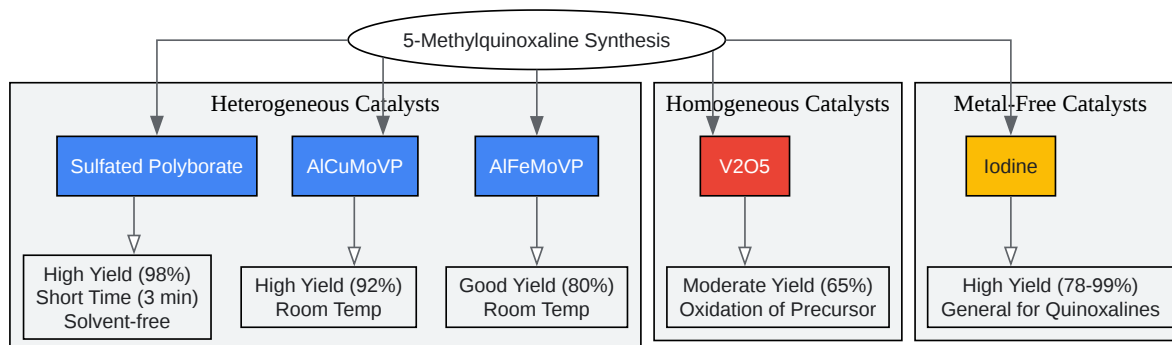 5-Methylquinoxaline Synthesis
Heterogeneous Catalysts
Homogeneous Catalysts
Metal-Free Catalysts
Sulfated Polyborate
AlCuMoVP
AlFeMoVP
V2O5
Iodine
High Yield (98%)
Short Time (3 min)
Solvent-free
High Yield (92%)
Room Temp
Good Yield (80%)
Room Temp
Moderate Yield (65%)
Oxidation of Precursor
High Yield (78-99%)
General for Quinoxalines